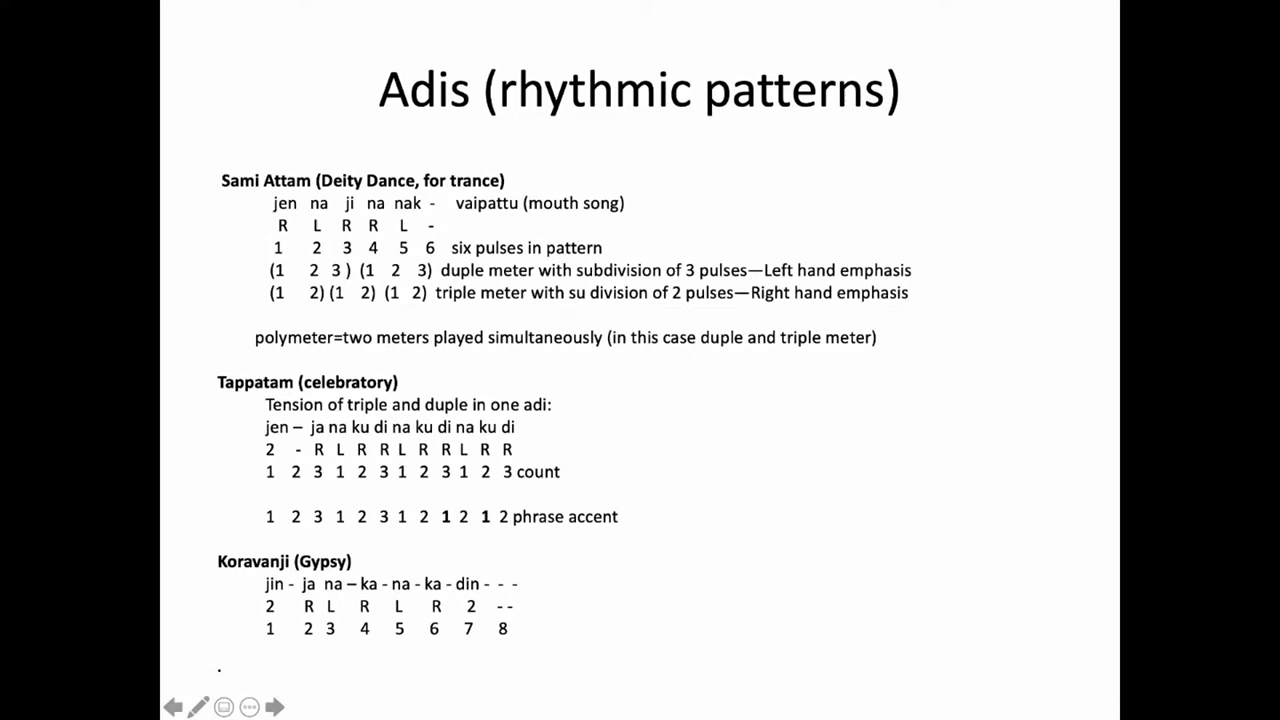 Adis (rhythmic patterns)
Sami Attam (Deity Dance, for trance)
jen na ji na nak - vaipattu (mouth song)
R L R R L -
1 2 3 4 5 6 six pulses in pattern
(1 2 3 ) (1 2 3) duple meter with subdivision of 3 pulses—Left hand emphasis
(1 2) (1 2) (1 2) triple meter with su division of 2 pulses—Right hand emphasis
polymeter=two meters played simultaneously (in this case duple and triple meter)
Tappatam (celebratory)
Tension of triple and duple in one adi:
jen – ja na ku di na ku di na ku di
2 - R L R R L R R L R R
1 2 3 1 2 3 1 2 3 1 2 3 count
1 2 3 1 2 3 1 2 1 2 1 2 phrase accent
Koravanji (Gypsy)
jin - ja na – ka - na - ka - din - - -
2 R L R L R 2 - -
1 2 3 4 5 6 7 8
.